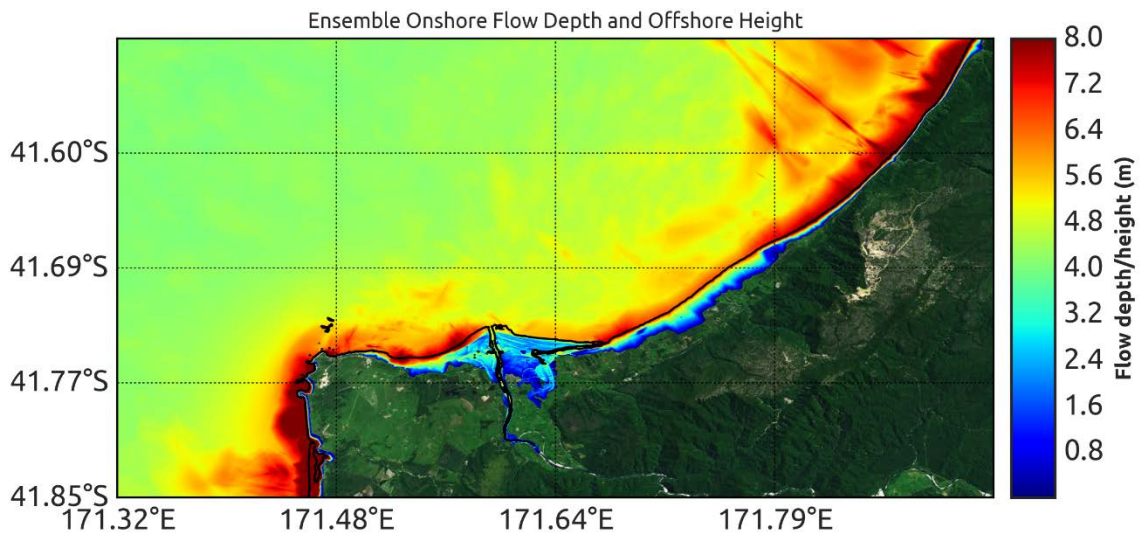 Ensemble Onshore Flow Depth and Offshore Height
8.0
7.2
6.4
5.6
4.8
4.0
3.2
2.4
1.6
0.8
Flow depth/height (m)
41.60°S
41.69°S
41.77°S
41.85°S
171.32°E
171.48°E
171.64°E
171.79°E